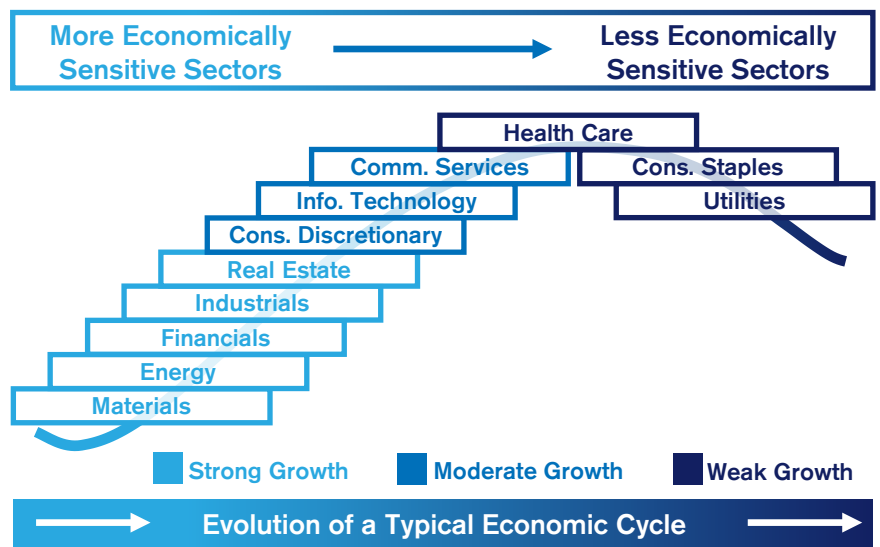 More Economically
Sensitive Sectors
Less Economically
Sensitive Sectors
Health Care
Comm. Services
Cons. Staples
Info. Technology
Utilities
Cons. Discretionary
Real Estate
Industrials
Financials
Energy
Materials
Strong Growth
Moderate Growth
Weak Growth
Evolution of a Typical Economic Cycle